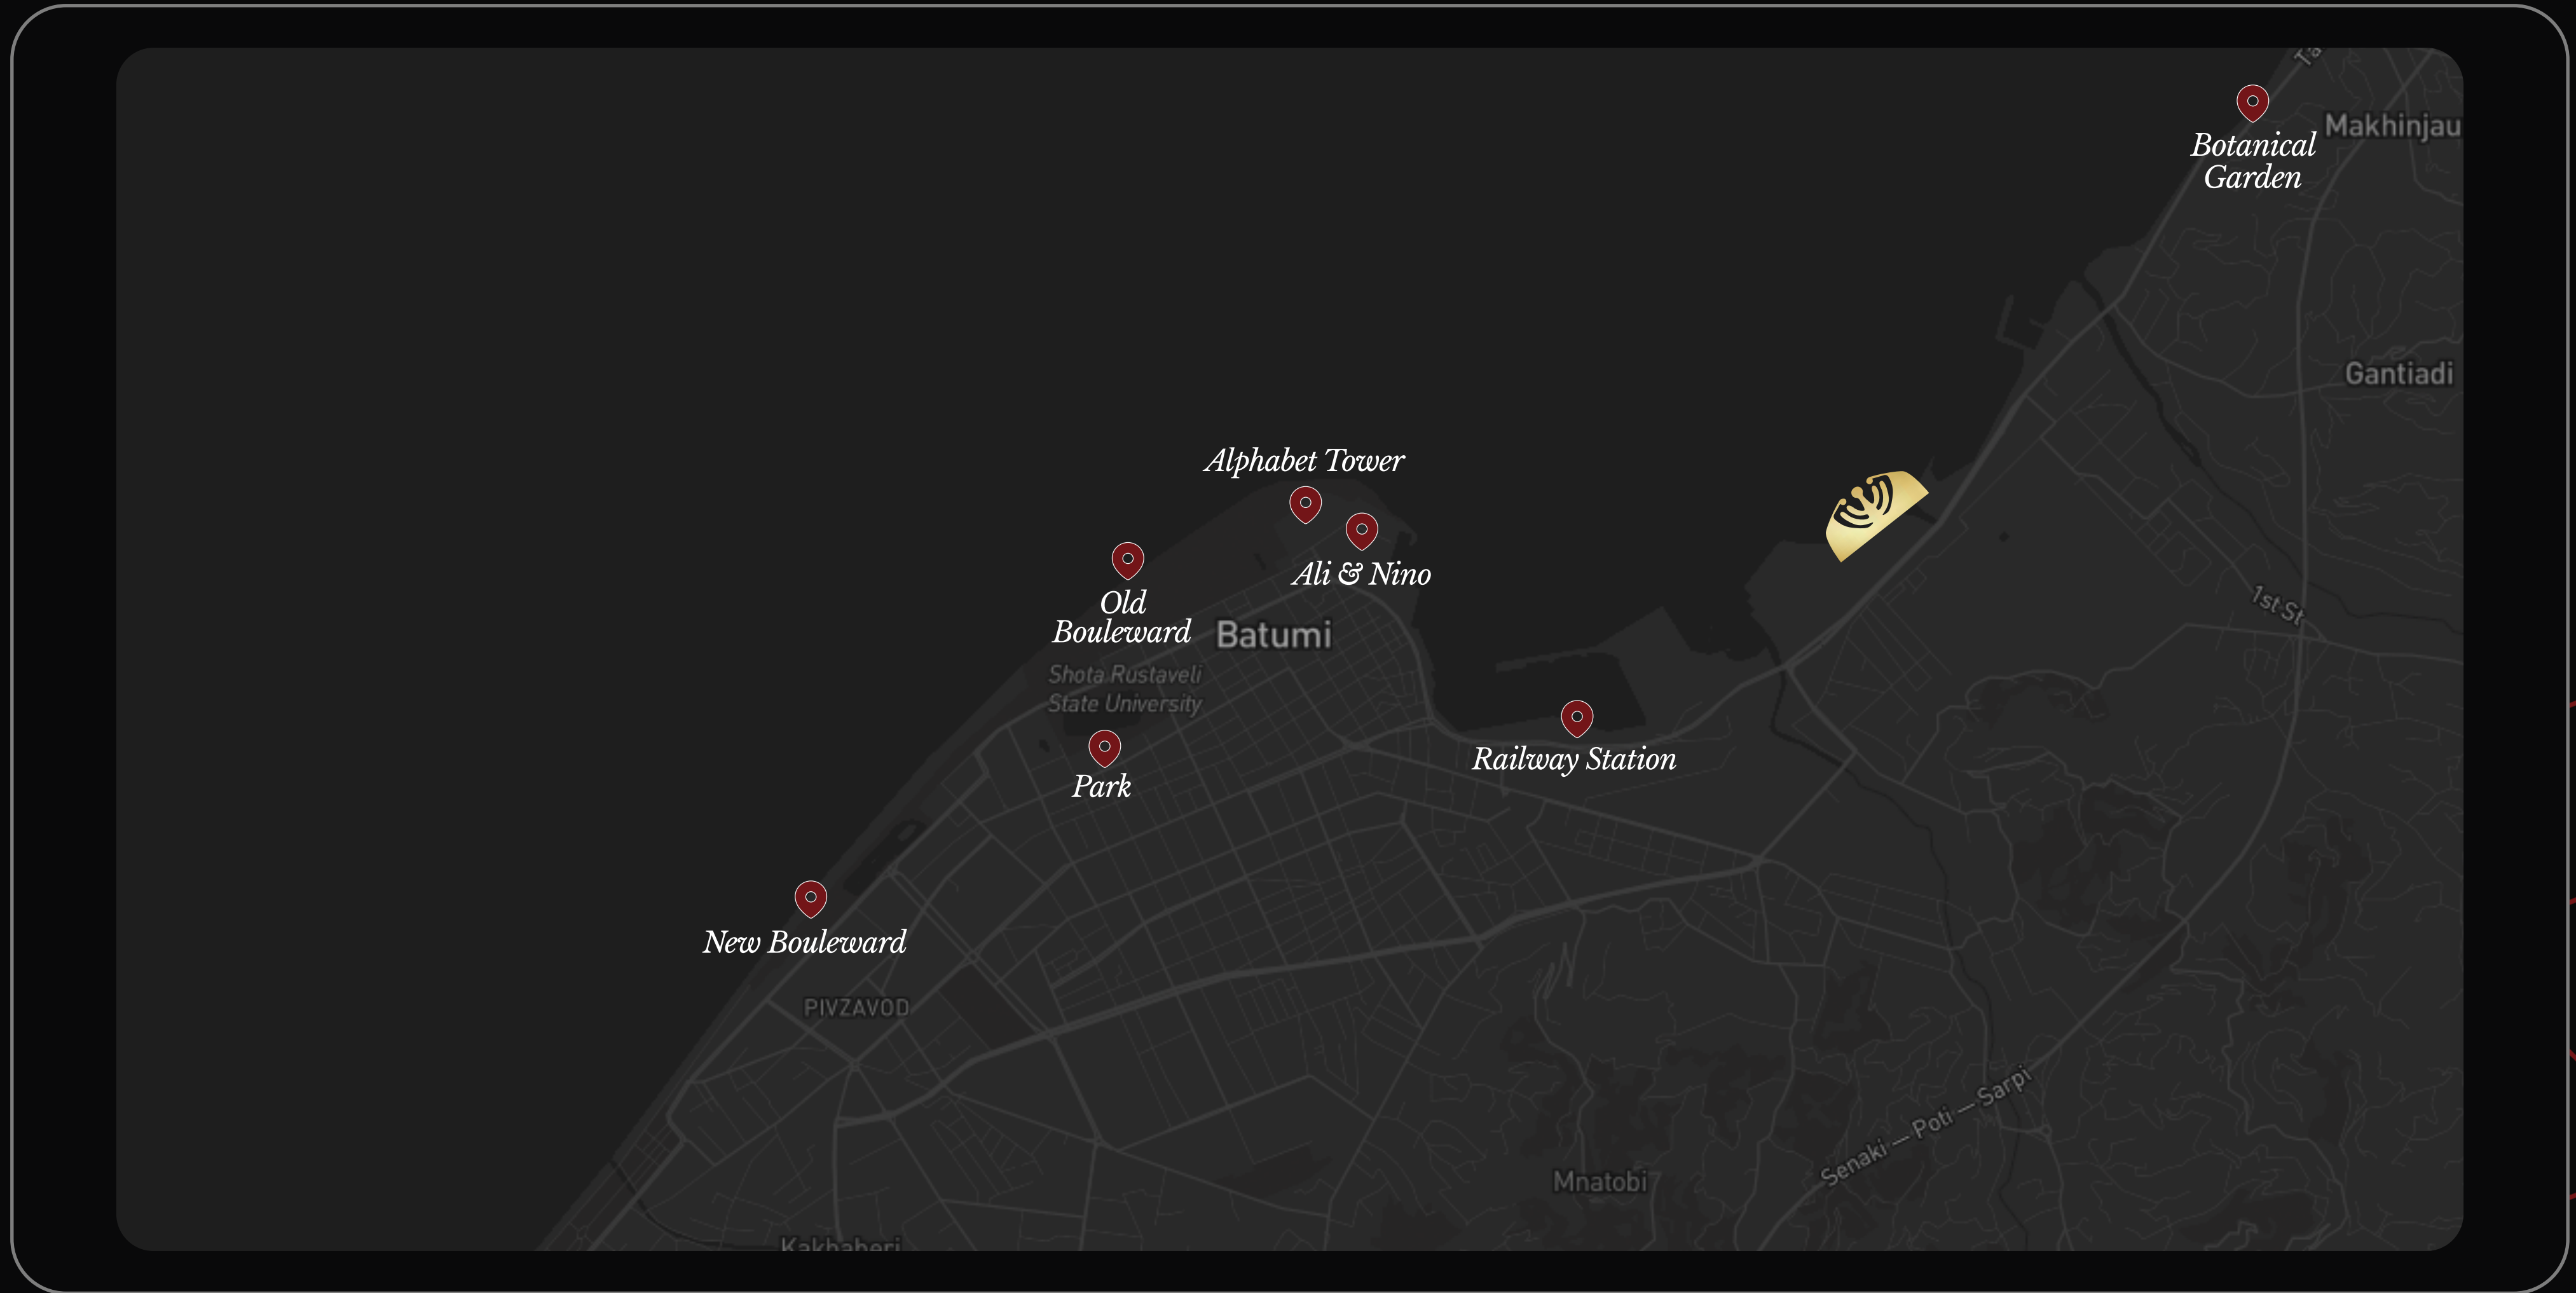 Botanical
Garden
Makhinjau
Gantiadi
Alphabet Tower
Ali & Nino
Old
Bouleward
Batumi
1st St
Shota Rustaveli
State University
Railway Station
Park
New Bouleward
PIVZAVOD
Senaki — Poti — Sarpi
Mnatobi
Kakhaberi